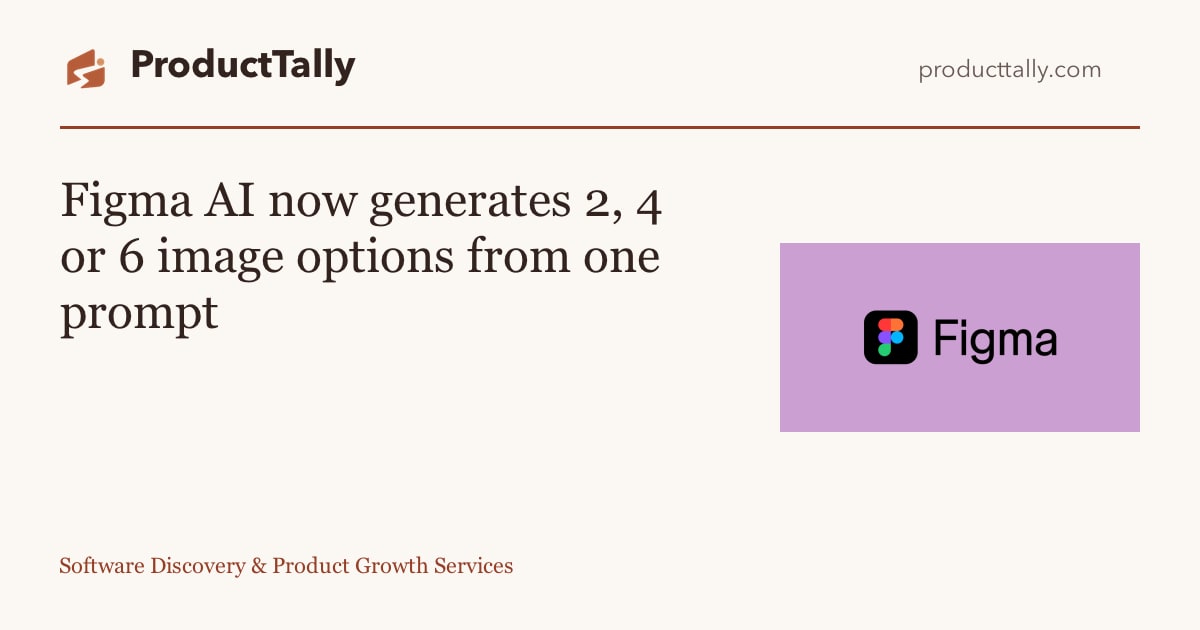 ProductTally
producttally.com
Figma AI now generates 2, 4
or 6 image options from one
prompt
Figma
Software Discovery & Product Growth Services